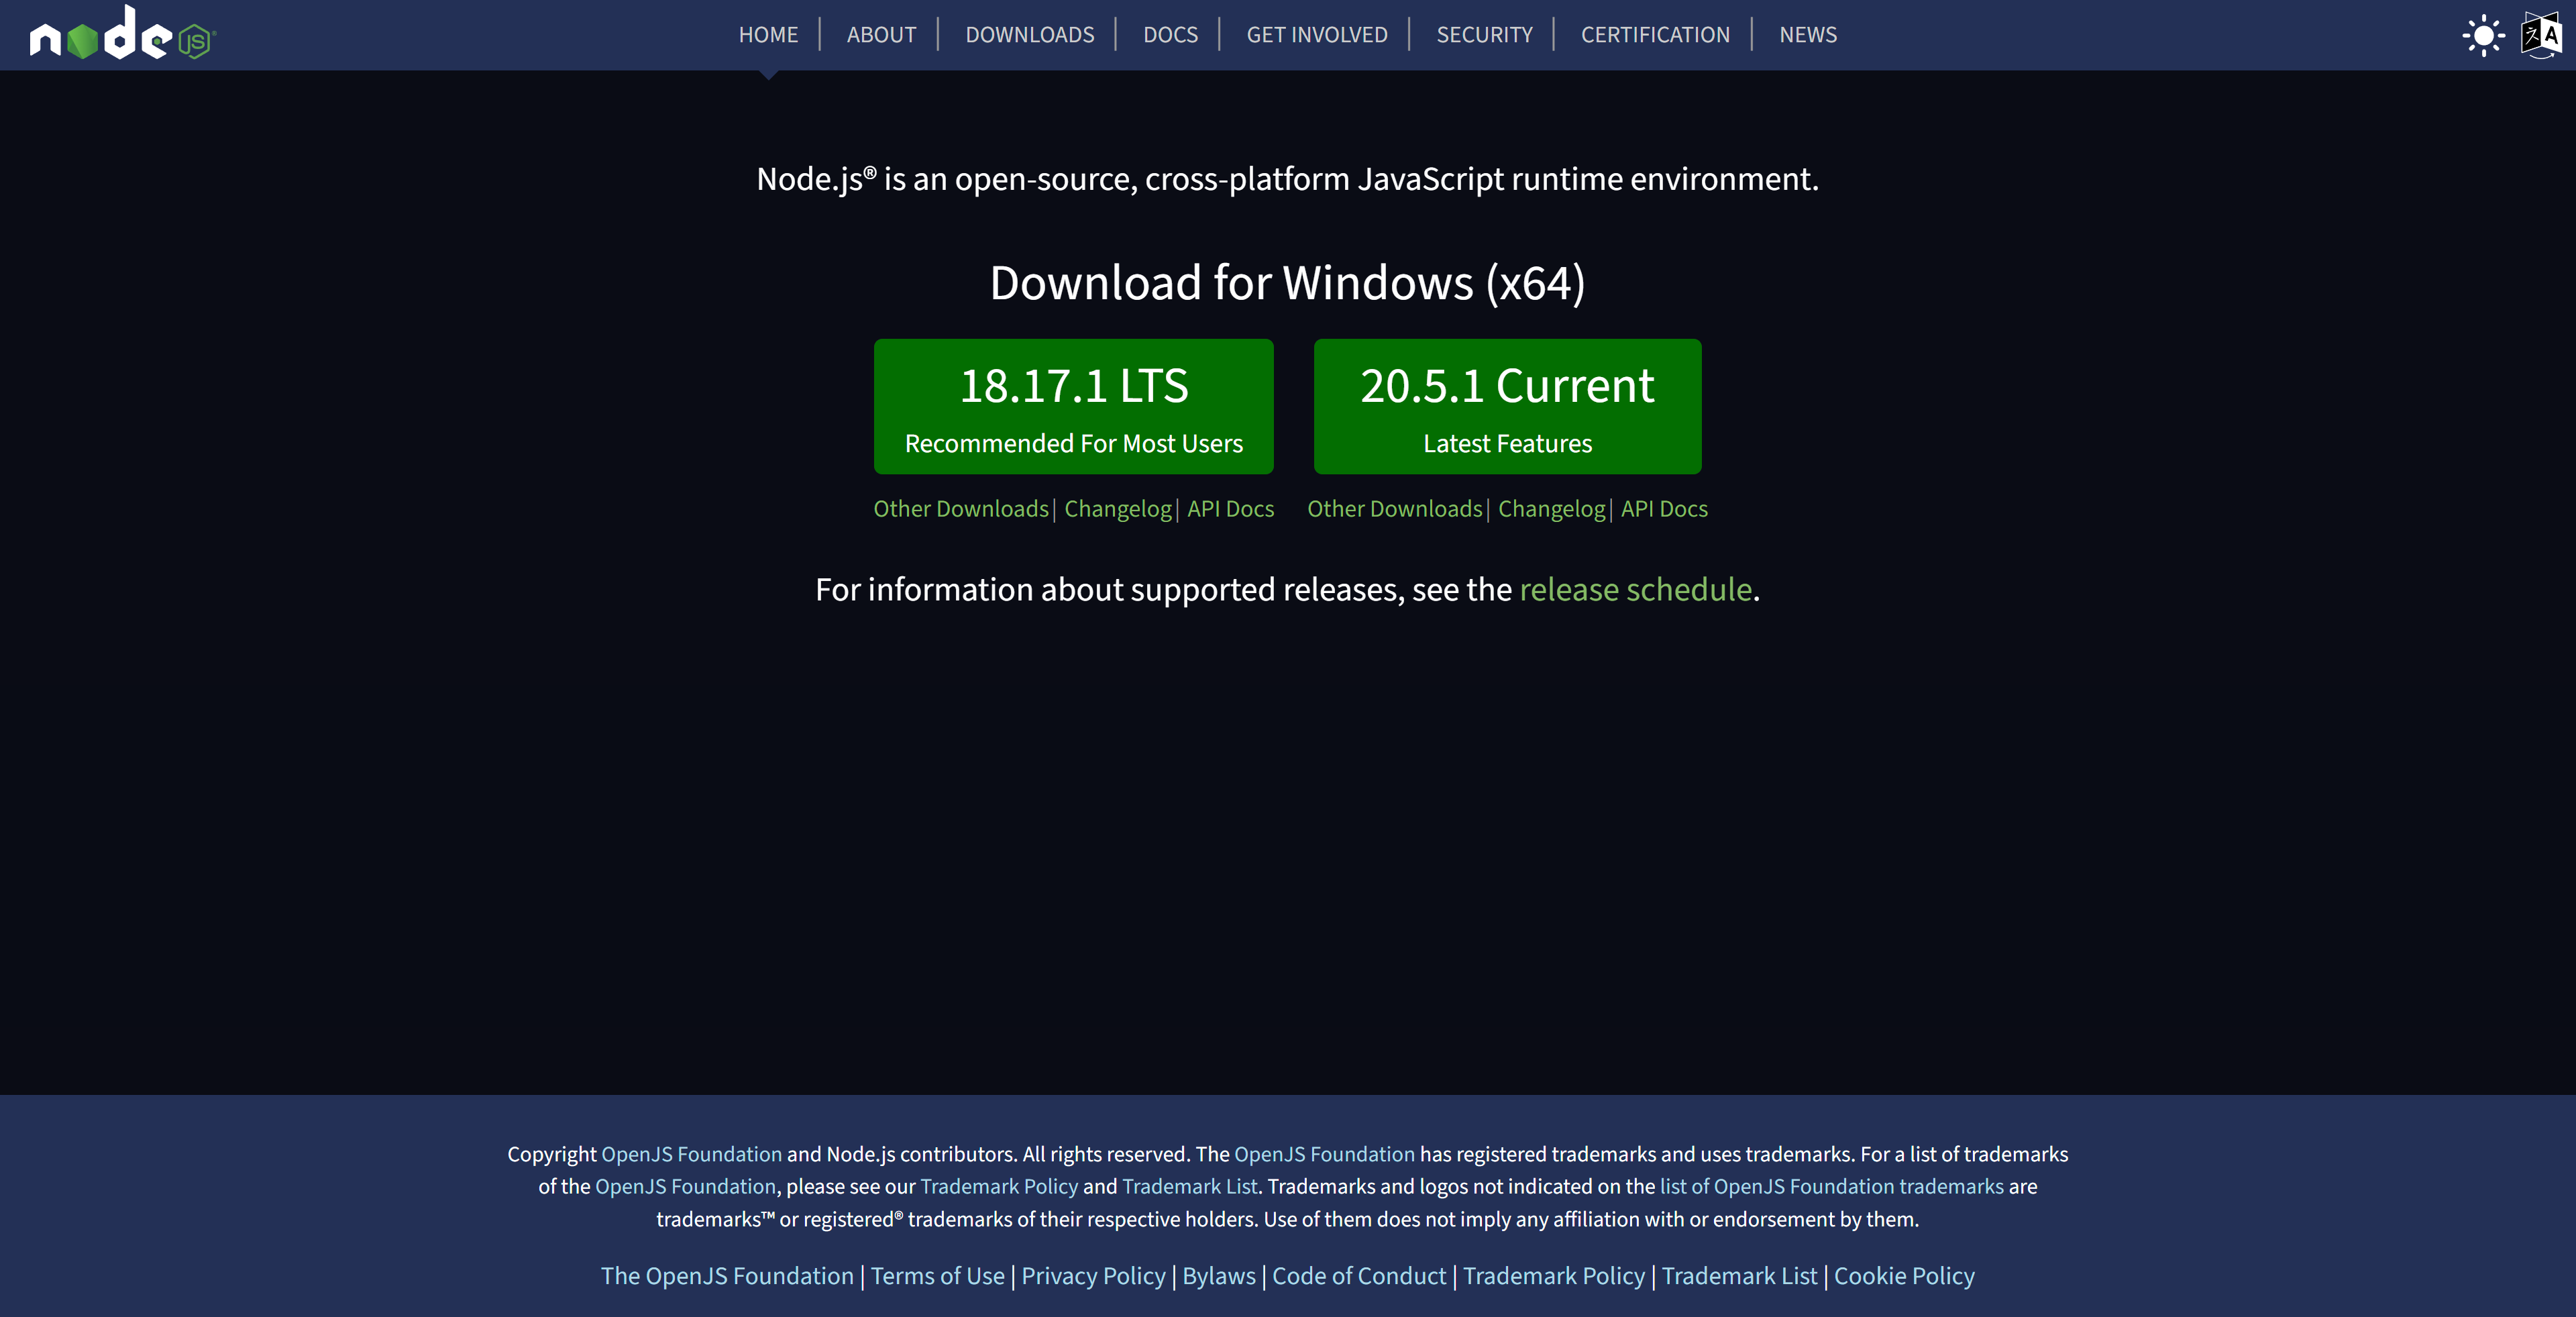 node JS®
HOME | ABOUT | DOWNLOADS | DOCS | GET INVOLVED | SECURITY | CERTIFICATION | NEWS
Node.js® is an open-source, cross-platform JavaScript runtime environment.
Download for Windows (x64)
18.17.1 LTS
Recommended For Most Users
Other Downloads | Changelog | API Docs
20.5.1 Current
Latest Features
Other Downloads | Changelog | API Docs
For information about supported releases, see the release schedule.
Copyright OpenJS Foundation and Node.js contributors. All rights reserved. The OpenJS Foundation has registered trademarks and uses trademarks. For a list of trademarks
of the OpenJS Foundation, please see our Trademark Policy and Trademark List. Trademarks and logos not indicated on the list of OpenJS Foundation trademarks are
trademarks™ or registered® trademarks of their respective holders. Use of them does not imply any affiliation with or endorsement by them.
The OpenJS Foundation | Terms of Use | Privacy Policy | Bylaws | Code of Conduct | Trademark Policy | Trademark List | Cookie Policy